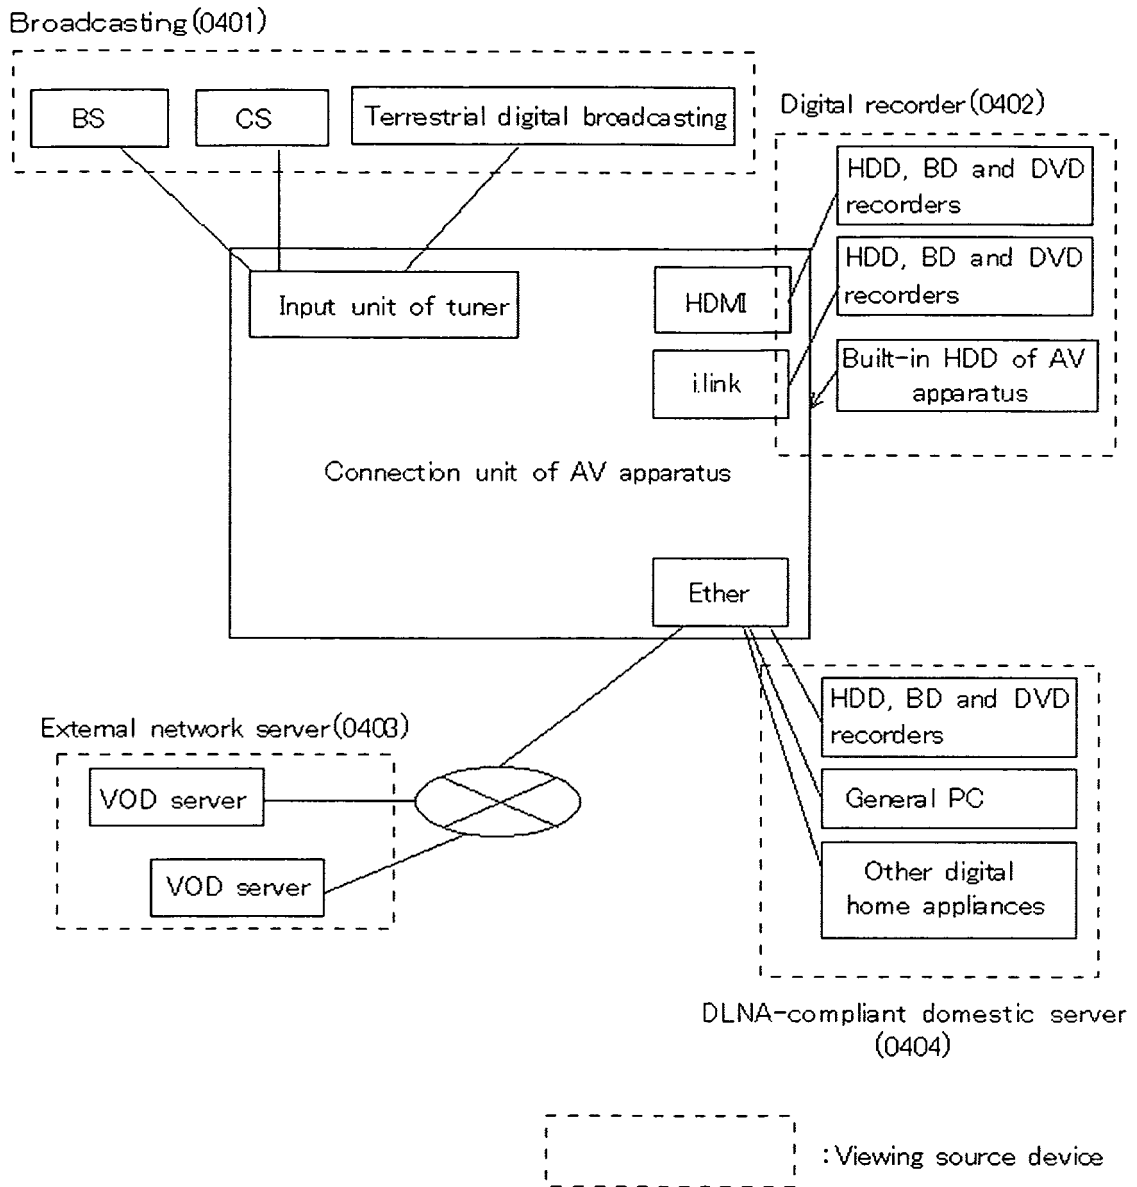 Broadcasting(0401)
BS
CS
Terrestrial digital broadcasting
Digital recorder(0402)
HDD, BD and DVD
recorders
HDD, BD and DVD
recorders
Built-in HDD of AV
apparatus
Input unit of tuner
HDMI
i.link
Connection unit of AV apparatus
Ether
External network server(0403)
VOD server
VOD server
HDD, BD and DVD
recorders
General PC
Other digital
home appliances
DLNA-compliant domestic server
(0404)
:Viewing source device